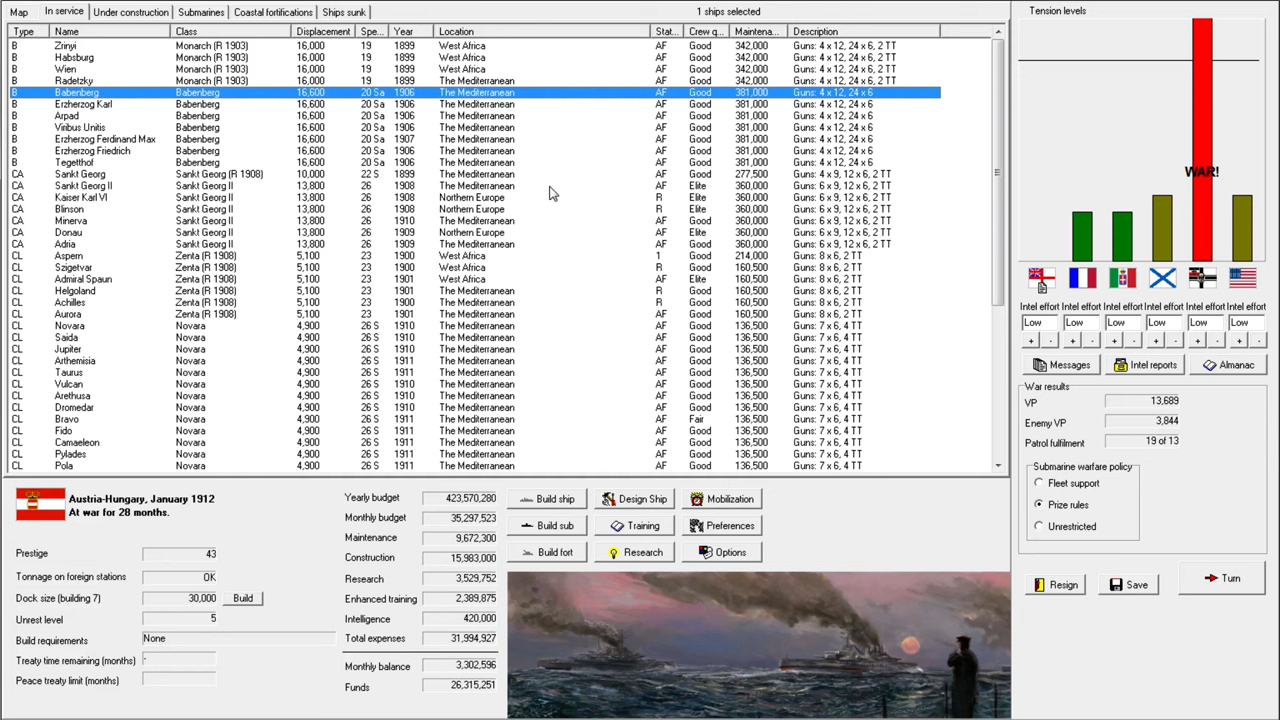 Map In service Under construction Submarines Coastal fortifications Ships sunk 1 ships selected
Type Name Class Displacement Spe... Year Location Stat... Crew q... Maintena... Description
B Zrinyi Monarch (R 1903) 16,000 19 1899 West Africa AF Good 342,000 Guns: 4 x 12, 24 x 6, 2 TT
B Habsburg Monarch (R 1903) 16,000 19 1899 West Africa AF Good 342,000 Guns: 4 x 12, 24 x 6, 2 TT
B Wien Monarch (R 1903) 16,000 19 1899 West Africa AF Good 342,000 Guns: 4 x 12, 24 x 6, 2 TT
B Radetzky Monarch (R 1903) 16,000 19 1899 The Mediterranean AF Good 342,000 Guns: 4 x 12, 24 x 6, 2 TT
B Babenberg Babenberg 16,600 20 Sa 1906 The Mediterranean AF Good 381,000 Guns: 4 x 12, 24 x 6
B Erzherzog Karl Babenberg 16,600 20 Sa 1906 The Mediterranean AF Good 381,000 Guns: 4 x 12, 24 x 6
B Arpad Babenberg 16,600 20 Sa 1906 The Mediterranean AF Good 381,000 Guns: 4 x 12, 24 x 6
B Viribus Unitis Babenberg 16,600 20 Sa 1906 The Mediterranean AF Good 381,000 Guns: 4 x 12, 24 x 6
B Erzherzog Ferdinand Max Babenberg 16,600 20 Sa 1907 The Mediterranean AF Good 381,000 Guns: 4 x 12, 24 x 6
B Erzherzog Friedrich Babenberg 16,600 20 Sa 1906 The Mediterranean AF Good 381,000 Guns: 4 x 12, 24 x 6
B Tegetthof Babenberg 16,600 20 Sa 1906 The Mediterranean AF Good 381,000 Guns: 4 x 12, 24 x 6
CA Sankt Georg Sankt Georg (R 1908) 10,000 22 S 1899 The Mediterranean AF Good 277,500 Guns: 4 x 9, 12 x 6, 2 TT
CA Sankt Georg II Sankt Georg II 13,800 26 1908 The Mediterranean AF Elite 360,000 Guns: 6 x 9, 12 x 6, 2 TT
CA Kaiser Karl VI Sankt Georg II 13,800 26 1908 Northern Europe R Elite 360,000 Guns: 6 x 9, 12 x 6, 2 TT
CA Blinson Sankt Georg II 13,800 26 1908 Northern Europe R Good 360,000 Guns: 6 x 9, 12 x 6, 2 TT
CA Minerva Sankt Georg II 13,800 26 1910 The Mediterranean AF Good 360,000 Guns: 6 x 9, 12 x 6, 2 TT
CA Donau Sankt Georg II 13,800 26 1909 Northern Europe R Elite 360,000 Guns: 6 x 9, 12 x 6, 2 TT
CA Adria Sankt Georg II 13,800 26 1909 The Mediterranean AF Good 360,000 Guns: 6 x 9, 12 x 6, 2 TT
CL Aspern Zenta (R 1908) 5,100 23 1900 West Africa 1 Good 214,000 Guns: 8 x 6, 2 TT
CL Szigetvar Zenta (R 1908) 5,100 23 1900 West Africa R Good 160,500 Guns: 8 x 6, 2 TT
CL Admiral Spaun Zenta (R 1908) 5,100 23 1901 West Africa AF Elite 160,500 Guns: 8 x 6, 2 TT
CL Helgoland Zenta (R 1908) 5,100 23 1901 The Mediterranean R Good 160,500 Guns: 8 x 6, 2 TT
CL Achilles Zenta (R 1908) 5,100 23 1900 The Mediterranean R Good 160,500 Guns: 8 x 6, 2 TT
CL Aurora Zenta (R 1908) 5,100 23 1901 The Mediterranean AF Good 160,500 Guns: 8 x 6, 2 TT
CL Novara Novara 4,900 26 S 1910 The Mediterranean AF Good 136,500 Guns: 7 x 6, 4 TT
CL Saida Novara 4,900 26 S 1910 The Mediterranean AF Good 136,500 Guns: 7 x 6, 4 TT
CL Jupiter Novara 4,900 26 S 1910 The Mediterranean AF Good 136,500 Guns: 7 x 6, 4 TT
CL Arthemisia Novara 4,900 26 S 1911 The Mediterranean AF Good 136,500 Guns: 7 x 6, 4 TT
CL Taurus Novara 4,900 26 S 1911 The Mediterranean AF Good 136,500 Guns: 7 x 6, 4 TT
CL Vulcan Novara 4,900 26 S 1910 The Mediterranean AF Good 136,500 Guns: 7 x 6, 4 TT
CL Arethusa Novara 4,900 26 S 1910 The Mediterranean AF Good 136,500 Guns: 7 x 6, 4 TT
CL Dromedar Novara 4,900 26 S 1910 The Mediterranean AF Good 136,500 Guns: 7 x 6, 4 TT
CL Bravo Novara 4,900 26 S 1911 The Mediterranean AF Fair 136,500 Guns: 7 x 6, 4 TT
CL Fido Novara 4,900 26 S 1910 The Mediterranean AF Good 136,500 Guns: 7 x 6, 4 TT
CL Camaeleon Novara 4,900 26 S 1911 The Mediterranean AF Good 136,500 Guns: 7 x 6, 4 TT
CL Pylades Novara 4,900 26 S 1911 The Mediterranean AF Good 136,500 Guns: 7 x 6, 4 TT
CL Pola Novara 4,900 26 S 1911 The Mediterranean AF Good 136,500 Guns: 7 x 6, 4 TT
Austria-Hungary, January 1912
At war for 28 months.
Prestige 43
Tonnage on foreign stations OK
Dock size (building 7) 30,000 Build
Unrest level 5
Build requirements None
Treaty time remaining (months) -
Peace treaty limit (months)
Yearly budget 423,570,280
Monthly budget 35,297,523
Maintenance 9,672,300
Construction 15,983,000
Research 3,529,752
Enhanced training 2,389,875
Intelligence 420,000
Total expenses 31,994,927
Monthly balance 3,302,596
Funds 26,315,251
Build ship Design Ship Mobilization
Build sub Training Preferences
Build fort Research Options
Tension levels
WAR!
Intel effort Intel effort Intel effort Intel effort Intel effort Intel effort
Low Low Low Low Low Low
+ - + - + - + - + - + -
Messages Intel reports Almanac
War results
VP 13,689
Enemy VP 3,844
Patrol fulfilment 19 of 13
Submarine warfare policy
Fleet support
Prize rules
Unrestricted
Resign Save Turn